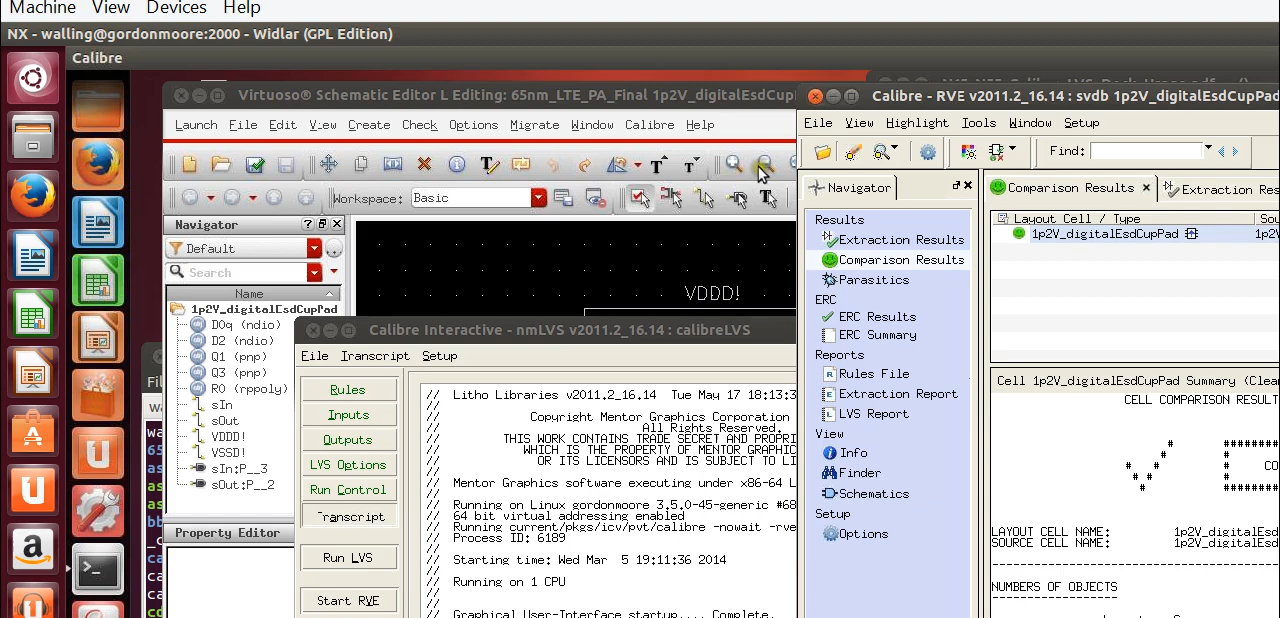 Machine View Devices Help
NX - walling@gordonmoore:2000 - Widlar (GPL Edition)
Calibre
Virtuoso® Schematic Editor L Editing: 65nm_LTE_PA_Final 1p2V_digitalEsdCupP
Launch File Edit View Create Check Options Migrate Window Calibre Help
Workspace: Basic
Navigator
Default
Search
Name
1p2V_digitalEsdCupPad
D0q (ndio)
D2 (ndio)
Q1 (pnp)
Q3 (pnp)
R0 (rppoly)
sIn
sOut
VDDD!
VSSD!
sIn:P__3
sOut:P__2
Property Editor
VDDD!
Calibre Interactive - nmLVS v2011.2_16.14 : calibreLVS
File Transcript Setup
Rules
Inputs
Outputs
LVS Options
Run Control
Transcript
Run LVS
Start RVE
// Litho Libraries v2011.2_16.14 Tue May 17 18:13:3
//
// Copyright Mentor Graphics Corporation
// All Rights Reserved.
// THIS WORK CONTAINS TRADE SECRET AND PROPRI
// WHICH IS THE PROPERTY OF MENTOR GRAPHIC
// OR ITS LICENSORS AND IS SUBJECT TO LI
//
// Mentor Graphics software executing under x86-64 L
//
// Running on Linux gordonmoore 3.5.0-45-generic #68
// 64 bit virtual addressing enabled
// Running current/pkgs/icv/pvt/calibre -nowait -rve
// Process ID: 6189
//
// Starting time: Wed Mar 5 19:11:36 2014
//
// Running on 1 CPU
//
// Graphical User-Interface startup.... Complete.
Calibre - RVE v2011.2_16.14 : svdb 1p2V_digitalEsdCupPad
File View Highlight Tools Window Setup
Find:
Navigator
Results
Extraction Results
Comparison Results
Parasitics
ERC
ERC Results
ERC Summary
Reports
Rules File
Extraction Report
LVS Report
View
Info
Finder
Schematics
Setup
Options
Comparison Results Extraction Res
Layout Cell / Type Sou
1p2V_digitalEsdCupPad 1p2V
Cell 1p2V_digitalEsdCupPad Summary (Clea
CELL COMPARISON RESULT
# #########
# # #
# # # CO
# # #
# #########
LAYOUT CELL NAME: 1p2V_digitalEsd
SOURCE CELL NAME: 1p2V_digitalEsd
NUMBERS OF OBJECTS